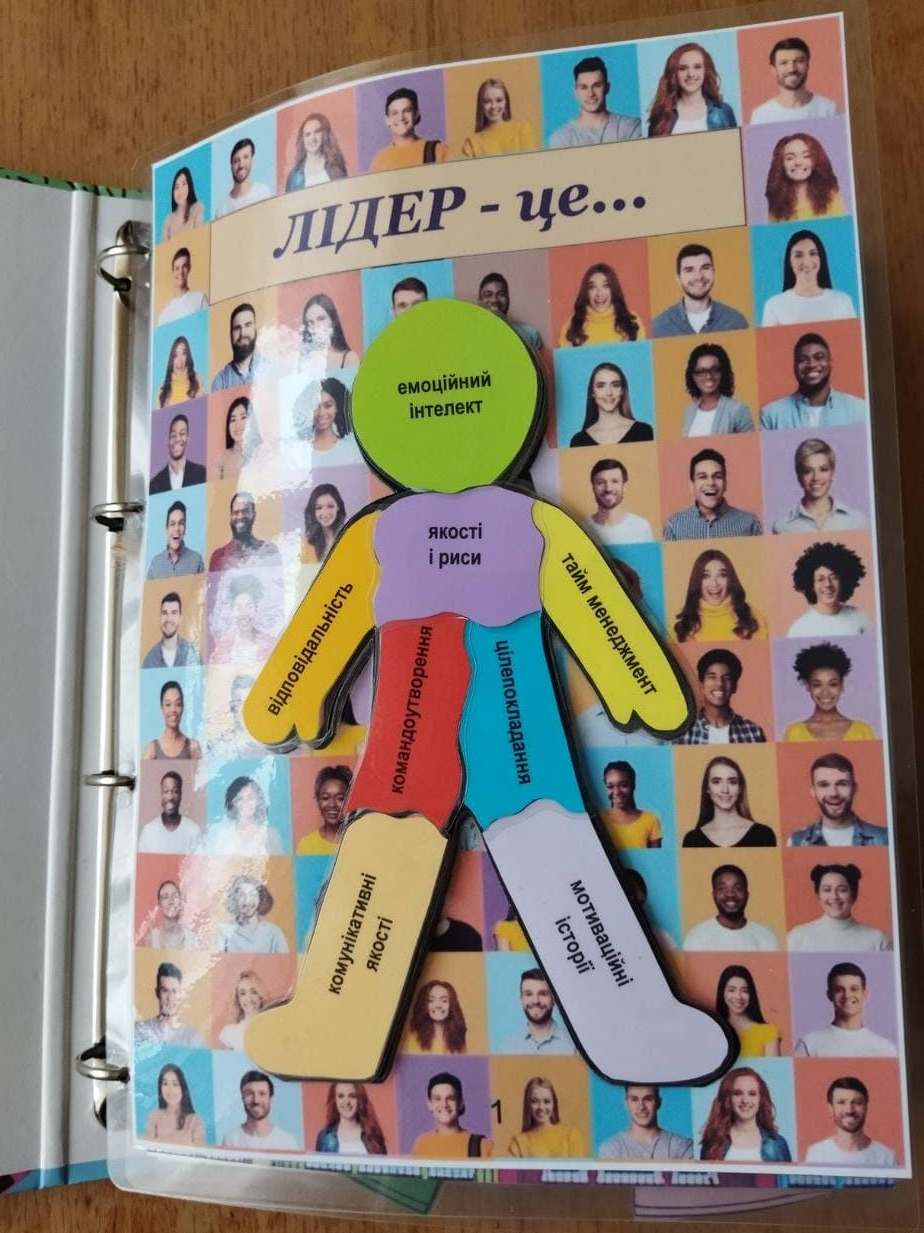 ЛІДЕР - це...
емоційний
інтелект
якості
і риси
відповідальність
тайм менеджмент
командоутворення
цілепокладання
комунікативні
якості
мотиваційні
історії
1